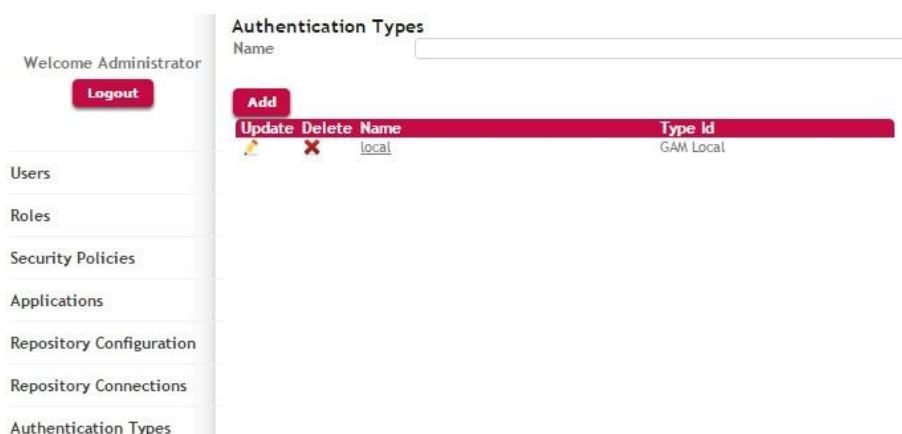 Welcome Administrator
Logout
Users
Roles
Security Policies
Applications
Repository Configuration
Repository Connections
Authentication Types
Authentication Types
Name
Add
Update Delete Name Type Id
local GAM Local